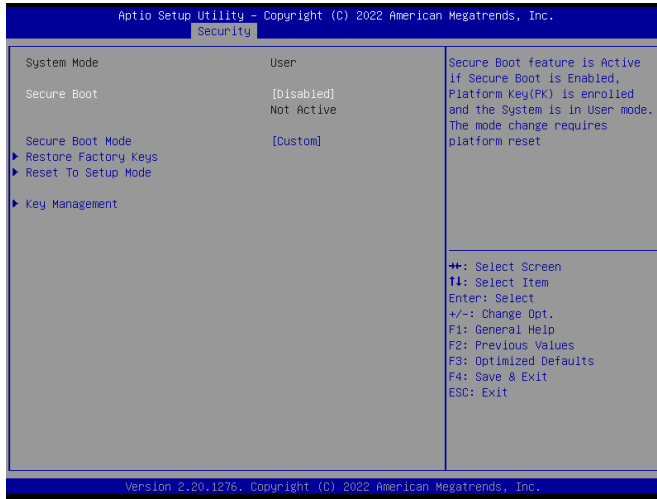 Aptio Setup Utility – Copyright (C) 2022 American Megatrends, Inc.
Security
System Mode User
Secure Boot [Disabled]
Not Active
Secure Boot Mode [Custom]
Restore Factory Keys
Reset To Setup Mode
Key Management
Secure Boot feature is Active
if Secure Boot is Enabled,
Platform Key(PK) is enrolled
and the System is in User mode.
The mode change requires
platform reset
→←: Select Screen
↑↓: Select Item
Enter: Select
+/-: Change Opt.
F1: General Help
F2: Previous Values
F3: Optimized Defaults
F4: Save & Exit
ESC: Exit
Version 2.20.1276. Copyright (C) 2022 American Megatrends, Inc.